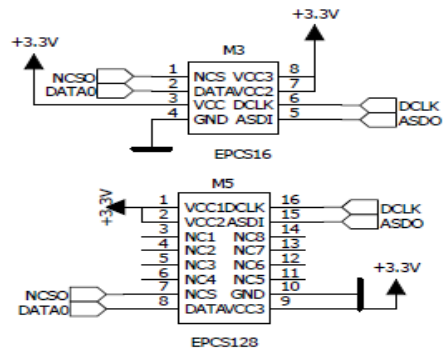 +3.3V
+3.3V
M3
NCSO 1 NCS VCC3 8
DATA0 2 DATAVCC2 7
3 VCC DCLK 6 DCLK
4 GND ASDI 5 ASDO
EPCS16
M5
+3.3V 1 VCC1DCLK 16 DCLK
2 VCC2ASDI 15 ASDO
3 NC1 NC8 14
4 NC2 NC7 13
5 NC3 NC6 12
6 NC4 NC5 11
NCSO 7 NCS GND 10
DATA0 8 DATAVCC3 9
+3.3V
EPCS128